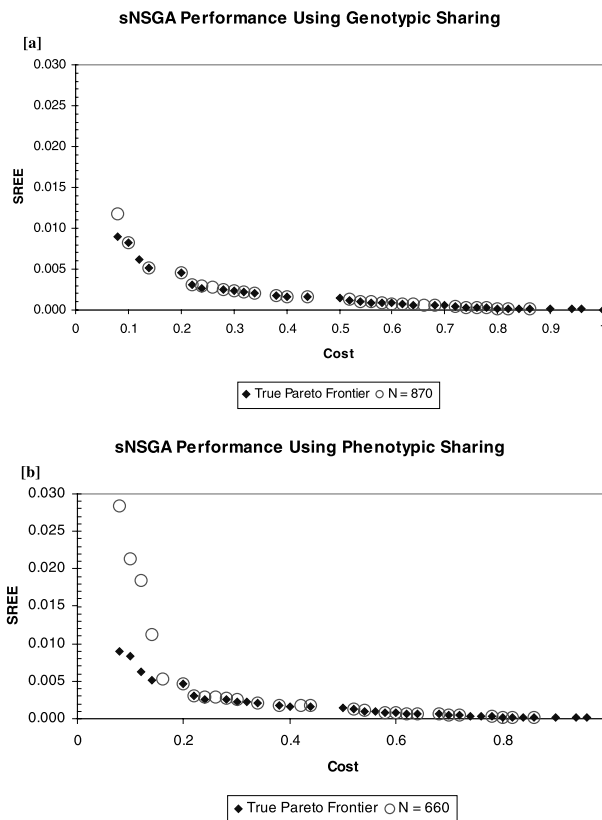 sNSGA Performance Using Genotypic Sharing
[a]
0.030
0.025
0.020
0.015
0.010
0.005
0.000
SREE
0 0.1 0.2 0.3 0.4 0.5 0.6 0.7 0.8 0.9 1
Cost
True Pareto Frontier N = 870
sNSGA Performance Using Phenotypic Sharing
[b]
0.030
0.025
0.020
0.015
0.010
0.005
0.000
SREE
0 0.2 0.4 0.6 0.8
Cost
True Pareto Frontier N = 660